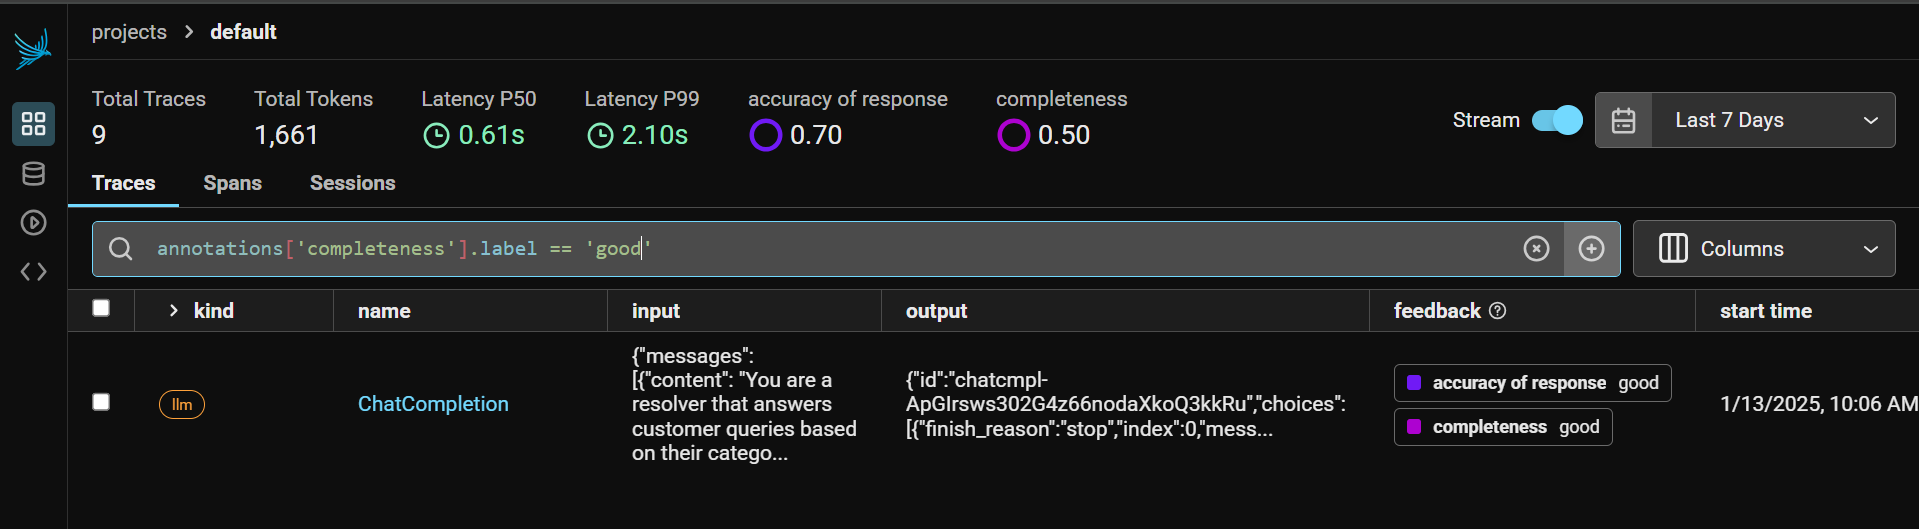 projects > default
Total Traces
9
Total Tokens
1,661
Latency P50
0.61s
Latency P99
2.10s
accuracy of response
0.70
completeness
0.50
Stream
Last 7 Days
Traces
Spans
Sessions
annotations['completeness'].label == 'good'
Columns
kind
name
input
output
feedback
start time
llm
ChatCompletion
{"messages":
[{"content": "You are a
resolver that answers
customer queries based
on their catego...
{"id":"chatcmpl-
ApGIrsws302G4z66nodaXkoQ3kkRu","choices":
[{"finish_reason":"stop","index":0,"mess...
accuracy of response good
completeness good
1/13/2025, 10:06 AM